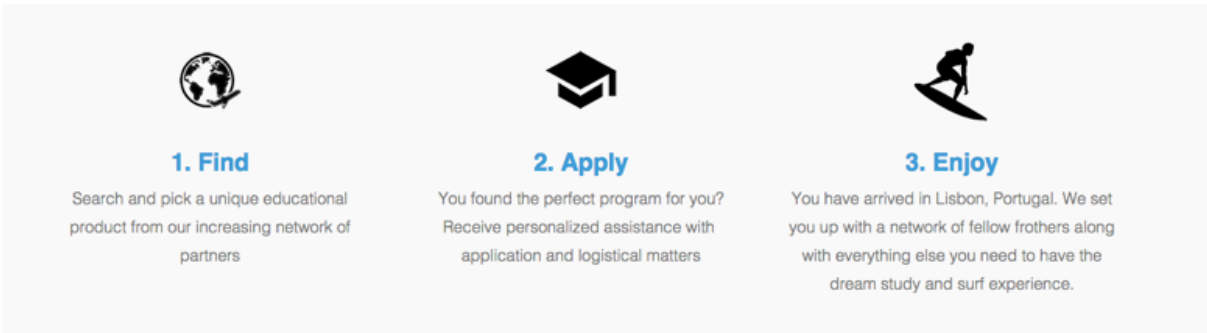 1. Find
Search and pick a unique educational
product from our increasing network of
partners
2. Apply
You found the perfect program for you?
Receive personalized assistance with
application and logistical matters
3. Enjoy
You have arrived in Lisbon, Portugal. We set
you up with a network of fellow frothers along
with everything else you need to have the
dream study and surf experience.